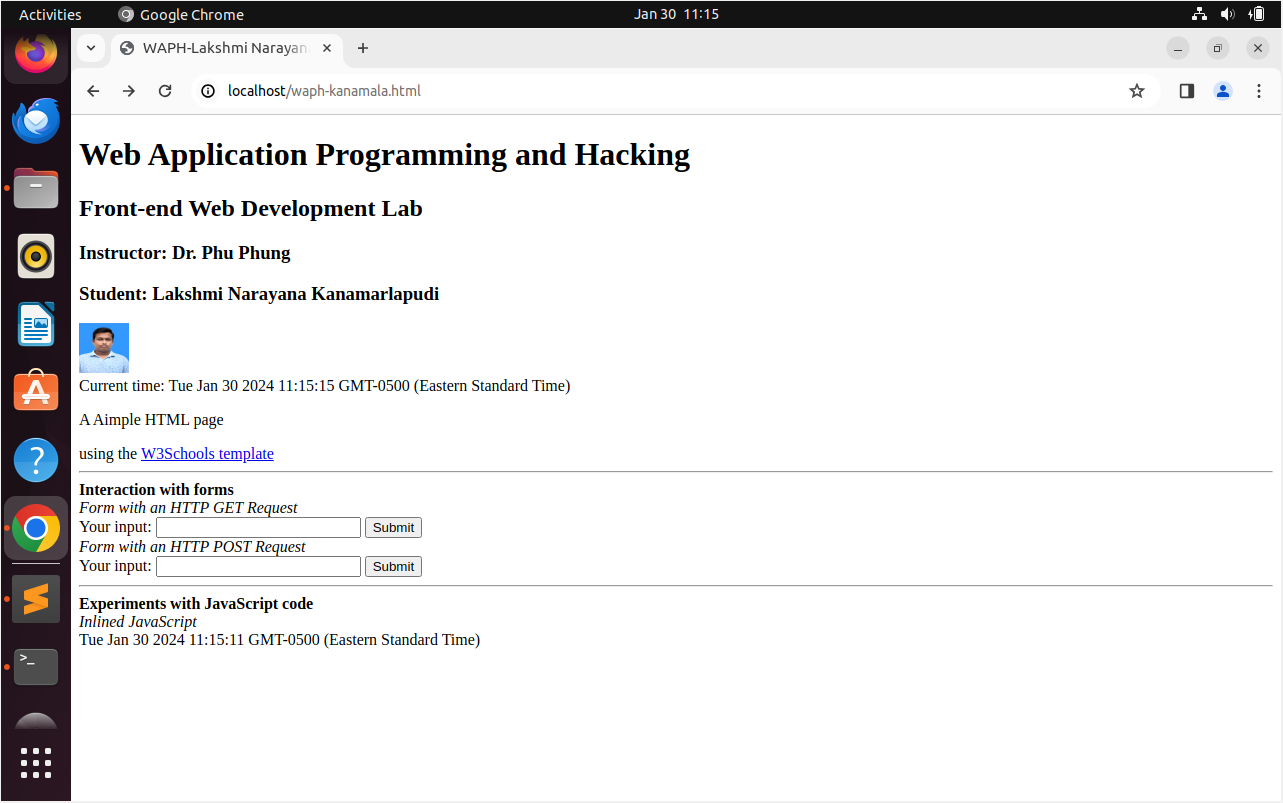 Activities Google Chrome Jan 30 11:15
WAPH-Lakshmi Narayan
localhost/waph-kanamala.html
Web Application Programming and Hacking
Front-end Web Development Lab
Instructor: Dr. Phu Phung
Student: Lakshmi Narayana Kanamarlapudi
Current time: Tue Jan 30 2024 11:15:15 GMT-0500 (Eastern Standard Time)
A Aimple HTML page
using the W3Schools template
Interaction with forms
Form with an HTTP GET Request
Your input: Submit
Form with an HTTP POST Request
Your input: Submit
Experiments with JavaScript code
Inlined JavaScript
Tue Jan 30 2024 11:15:11 GMT-0500 (Eastern Standard Time)